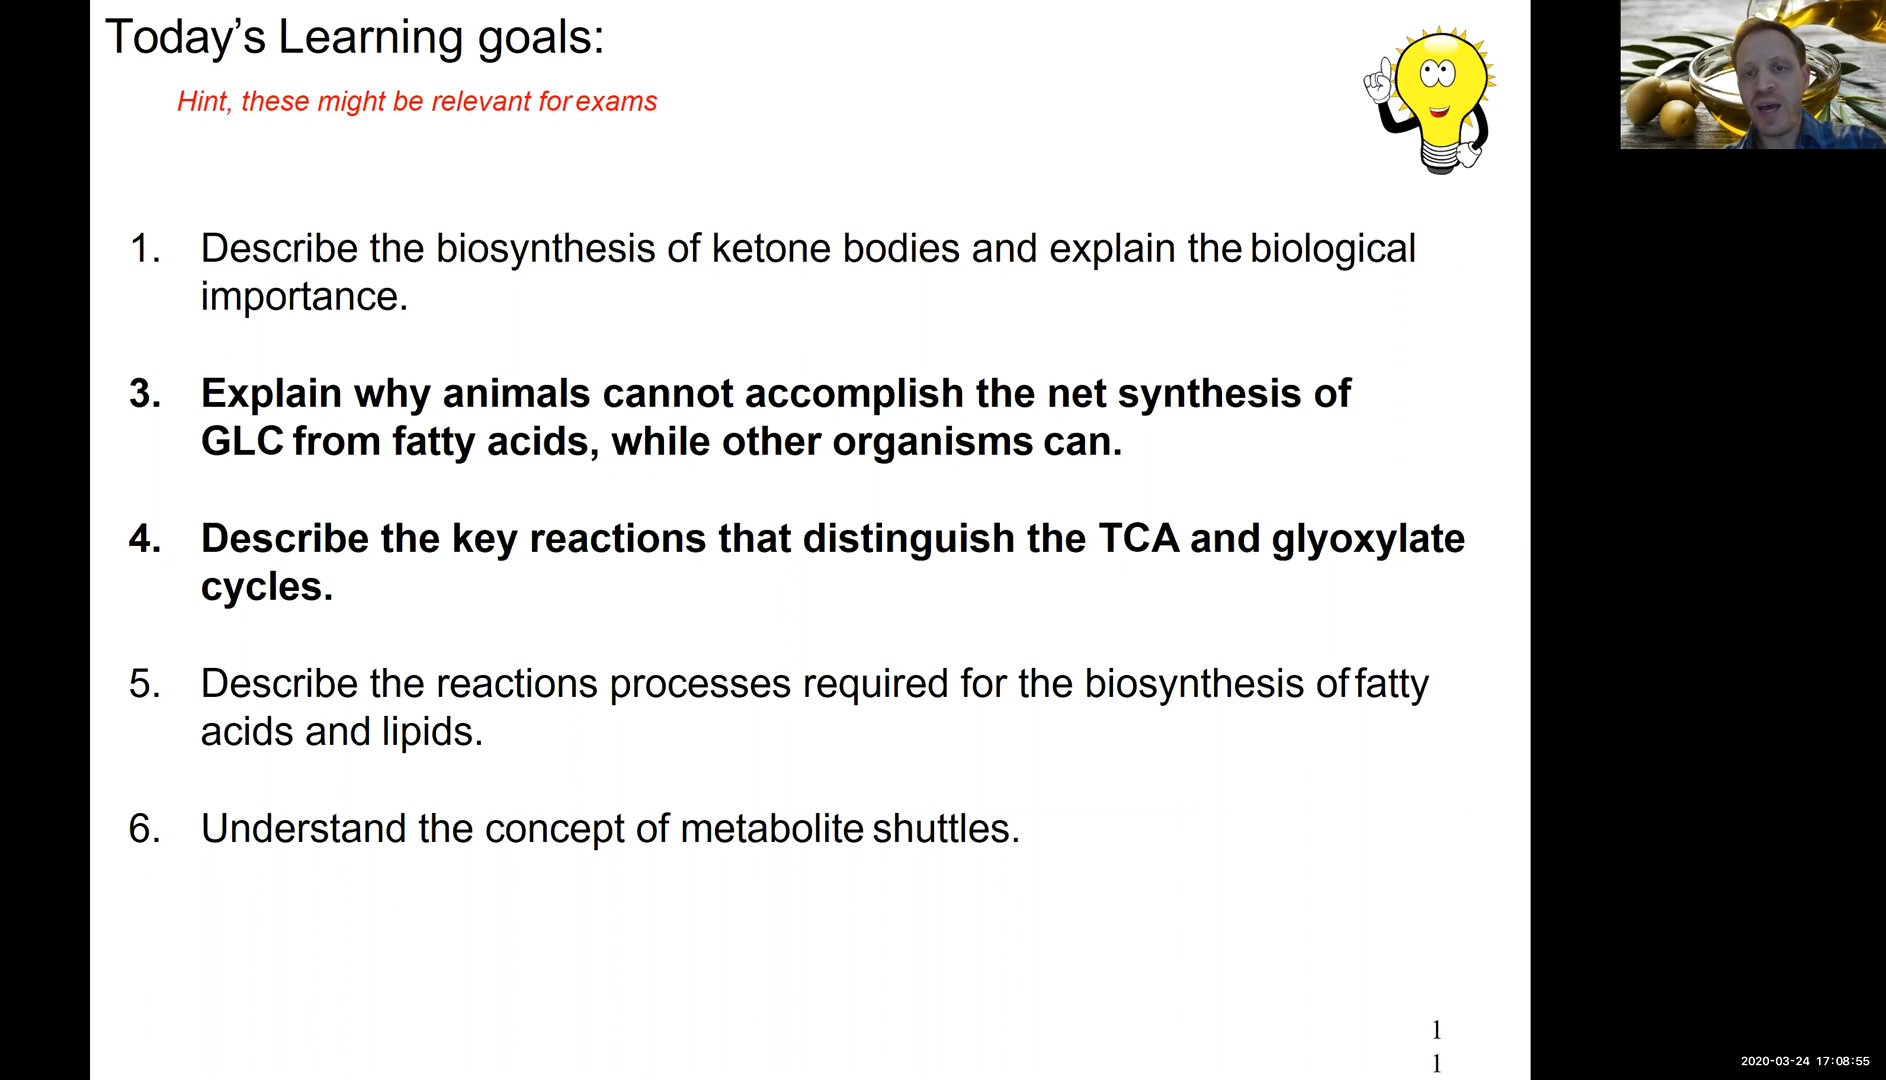 Today’s Learning goals:
Hint, these might be relevant for exams
1. Describe the biosynthesis of ketone bodies and explain the biological
importance.
3. Explain why animals cannot accomplish the net synthesis of
GLC from fatty acids, while other organisms can.
4. Describe the key reactions that distinguish the TCA and glyoxylate
cycles.
5. Describe the reactions processes required for the biosynthesis of fatty
acids and lipids.
6. Understand the concept of metabolite shuttles.
1
1
2020-03-24 17:08:55